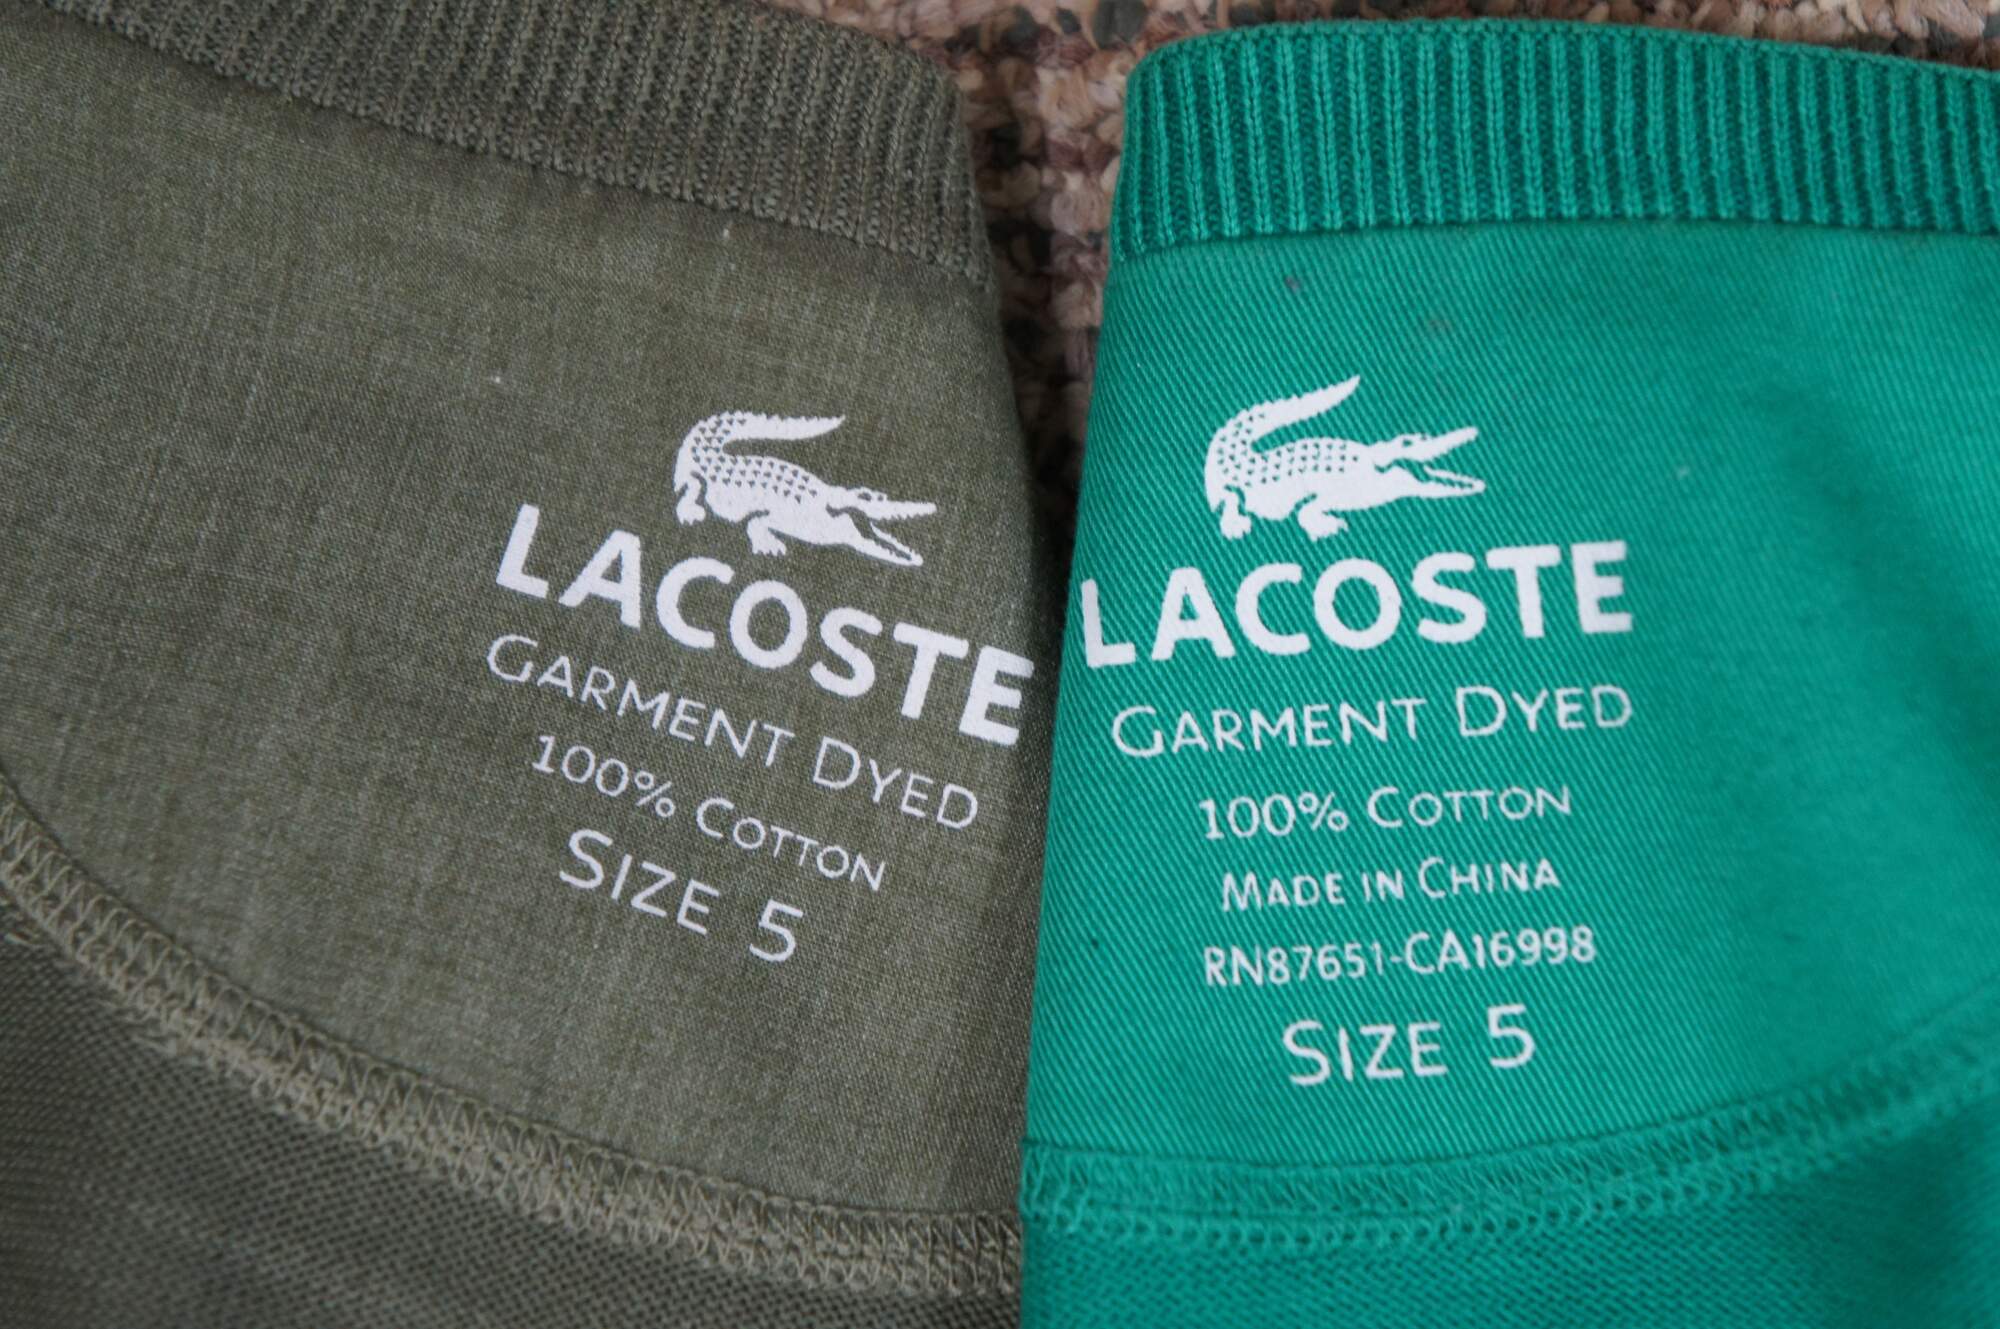 LACOSTE
GARMENT DYED
100% COTTON
SIZE 5
LACOSTE
GARMENT DYED
100% COTTON
MADE IN CHINA
RN87651-CA16998
SIZE 5